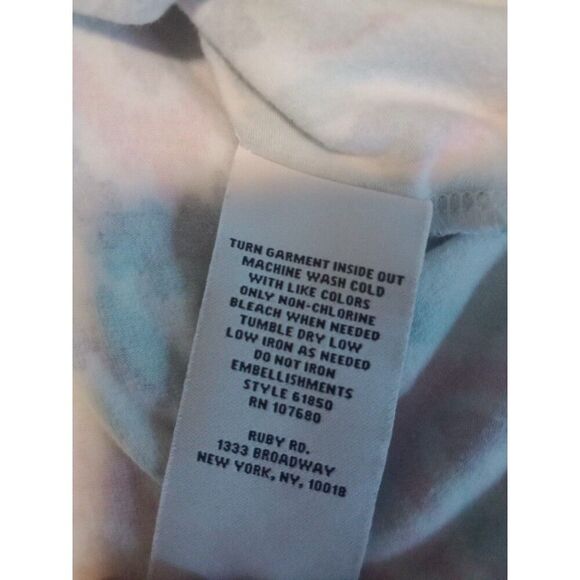 TURN GARMENT INSIDE OUT
MACHINE WASH COLD
WITH LIKE COLORS
ONLY NON-CHLORINE
BLEACH WHEN NEEDED
TUMBLE DRY LOW
LOW IRON AS NEEDED
DO NOT IRON
EMBELLISHMENTS
STYLE 61850
RN 107680
RUBY RD.
1333 BROADWAY
NEW YORK, NY, 10018